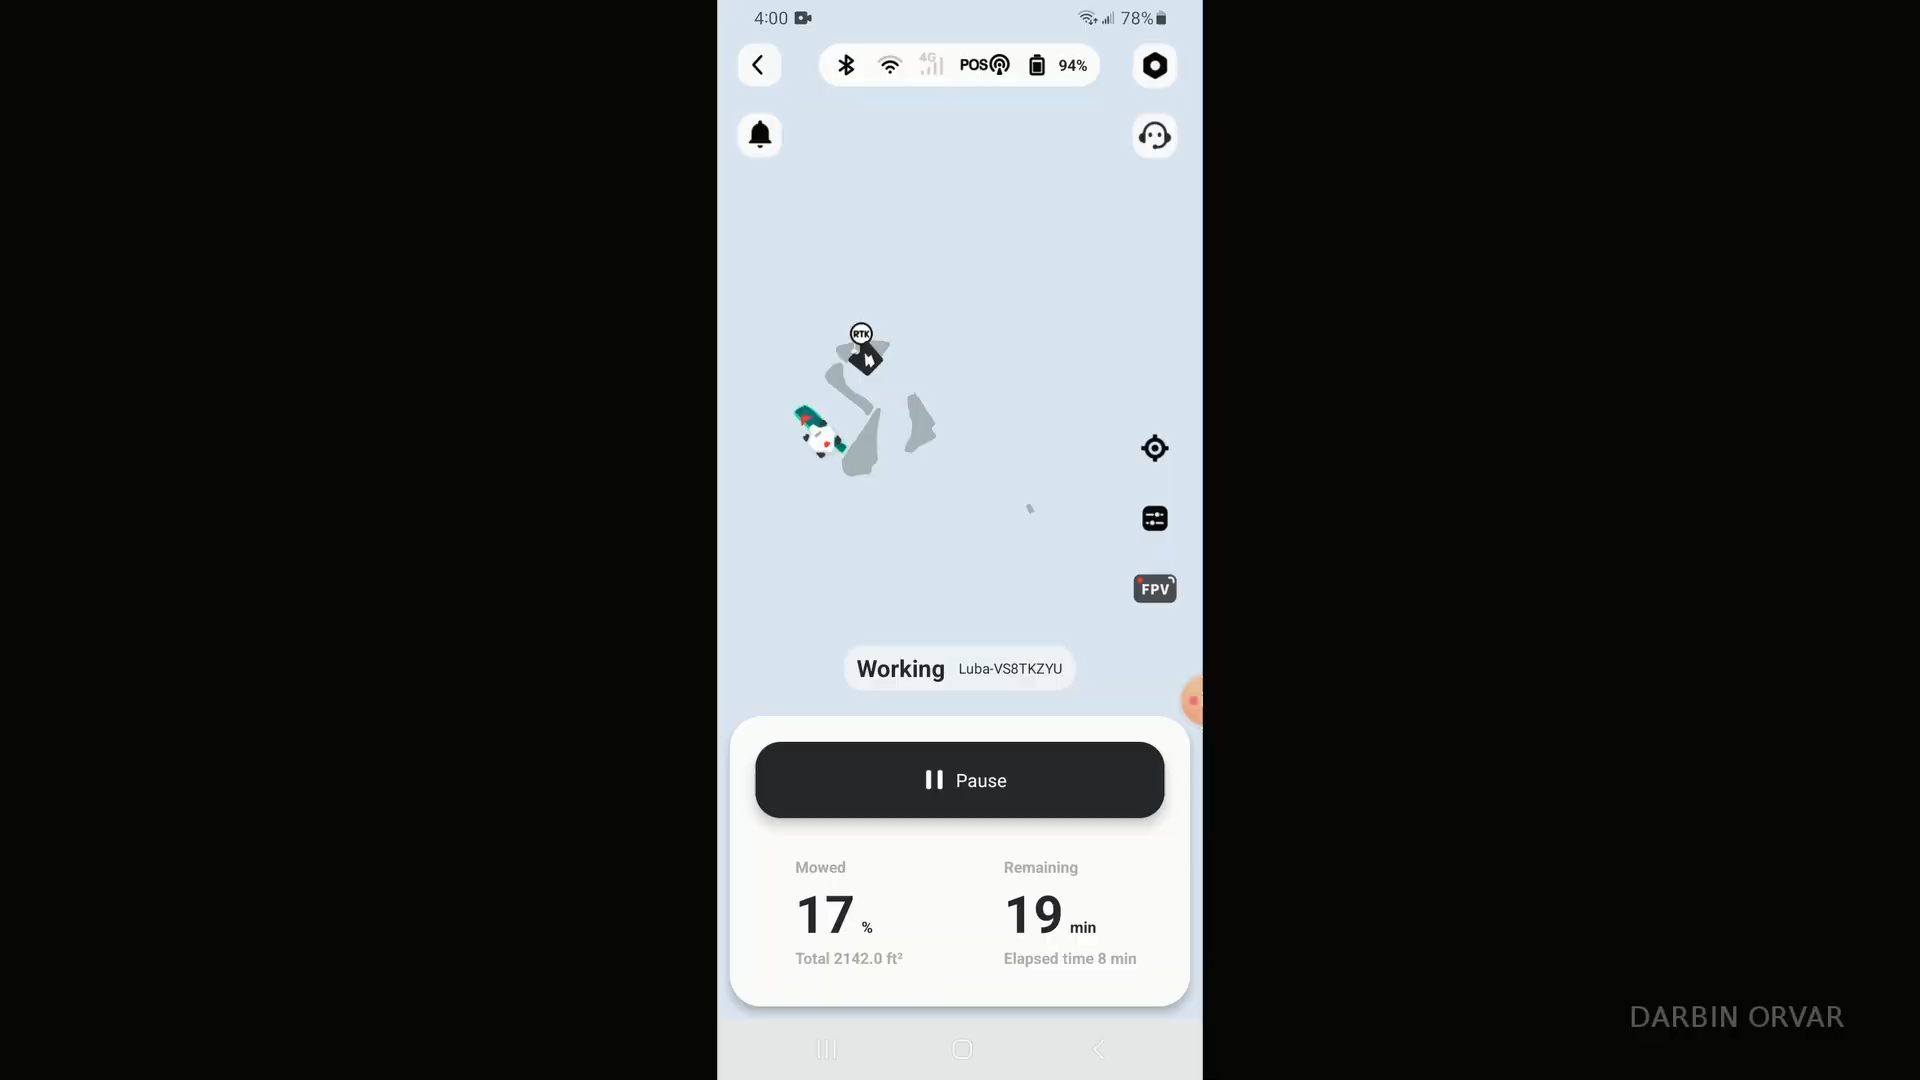 4:00 78%
4G POS 94%
RTK
FPV
Working Luba-VS8TKZYU
Pause
Mowed Remaining
17 % 19 min
Total 2142.0 ft² Elapsed time 8 min
DARBIN ORVAR